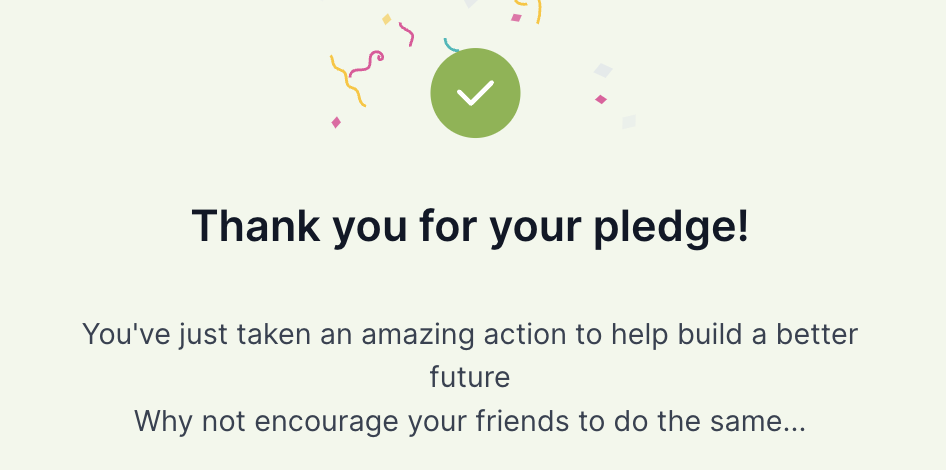 Thank you for your pledge!
You've just taken an amazing action to help build a better
future
Why not encourage your friends to do the same...